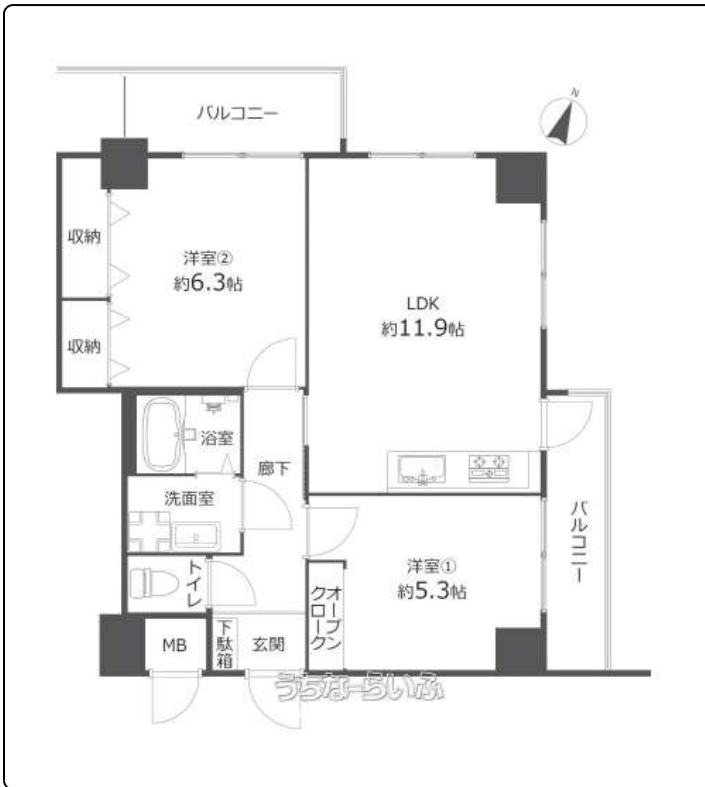 バルコニー
N
収納
洋室②
約6.3帖
LDK
約11.9帖
収納
浴室
廊下
洗面室
バルコニー
洋室①
約5.3帖
トイレ
オープン
クローク
MB
下駄箱
玄関
うちなーらいふ